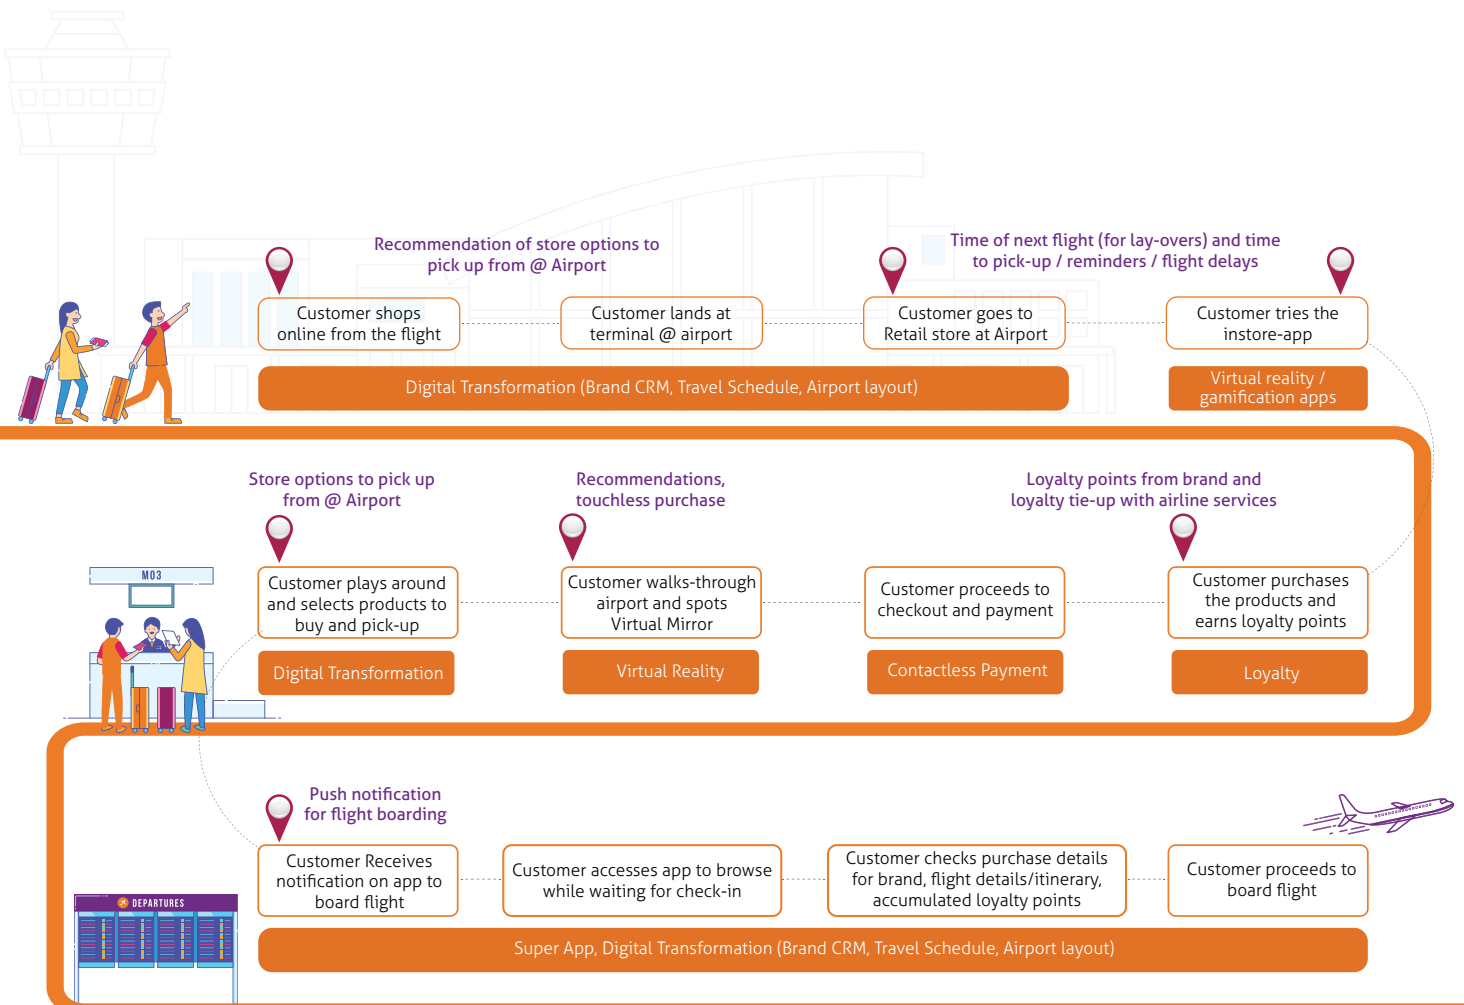 Recommendation of store options to
pick up from @ Airport
Time of next flight (for lay-overs) and time
to pick-up / reminders / flight delays
Customer shops
online from the flight
Customer lands at
terminal @ airport
Customer goes to
Retail store at Airport
Customer tries the
instore-app
Digital Transformation (Brand CRM, Travel Schedule, Airport layout)
Virtual reality /
gamification apps
Store options to pick up
from @ Airport
Recommendations,
touchless purchase
Loyalty points from brand and
loyalty tie-up with airline services
M03
Customer plays around
and selects products to
buy and pick-up
Customer walks-through
airport and spots
Virtual Mirror
Customer proceeds to
checkout and payment
Customer purchases
the products and
earns loyalty points
Digital Transformation
Virtual Reality
Contactless Payment
Loyalty
Push notification
for flight boarding
Customer Receives
notification on app to
board flight
Customer accesses app to browse
while waiting for check-in
Customer checks purchase details
for brand, flight details/itinerary,
accumulated loyalty points
Customer proceeds to
board flight
DEPARTURES
Super App, Digital Transformation (Brand CRM, Travel Schedule, Airport layout)